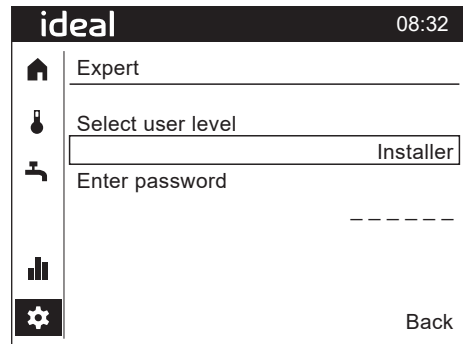 ideal 08:32
Expert
Select user level
Installer
Enter password
_ _ _ _ _ _
Back